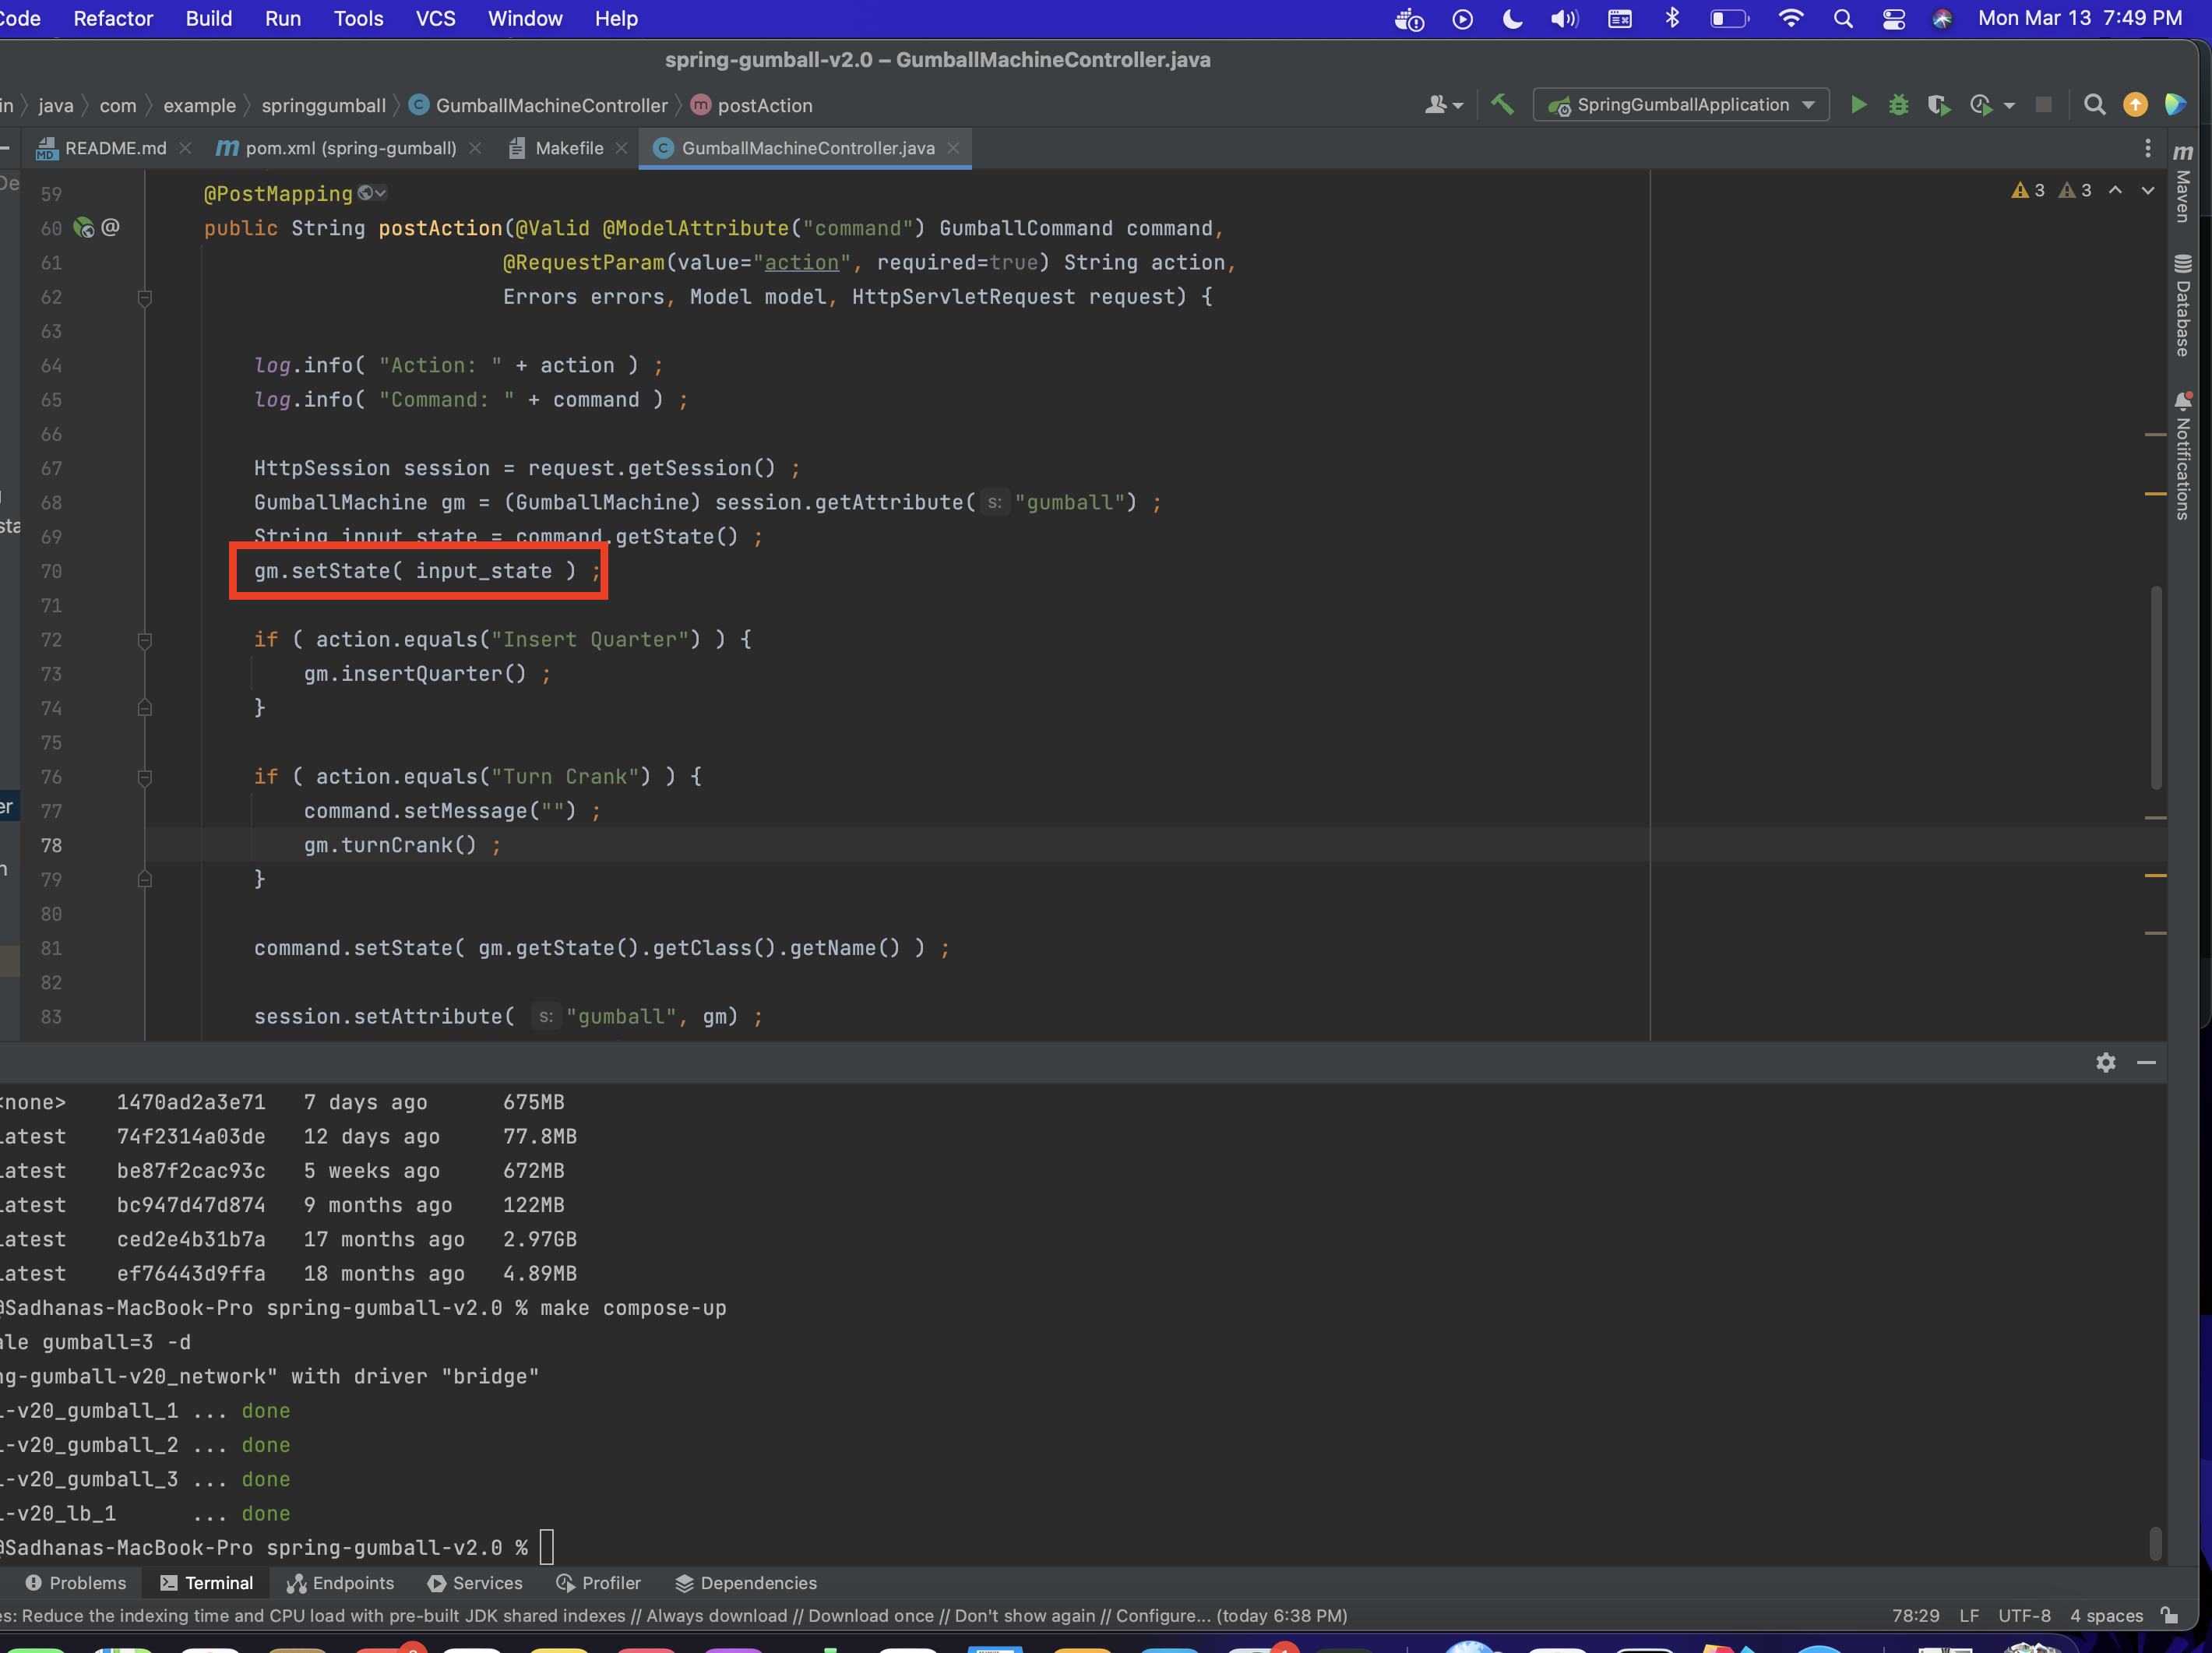 Code Refactor Build Run Tools VCS Window Help Mon Mar 13 7:49 PM
spring-gumball-v2.0 – GumballMachineController.java
in java com example springgumball C GumballMachineController m postAction SpringGumballApplication
MD README.md m pom.xml (spring-gumball) Makefile C GumballMachineController.java m
59 @PostMapping 3 3
60 @ public String postAction(@Valid @ModelAttribute("command") GumballCommand command,
61 @RequestParam(value="action", required=true) String action,
62 Errors errors, Model model, HttpServletRequest request) {
63
64 log.info( "Action: " + action ) ;
65 log.info( "Command: " + command ) ;
66
67 HttpSession session = request.getSession() ;
68 GumballMachine gm = (GumballMachine) session.getAttribute( s: "gumball") ;
69 String input_state = command.getState() ;
70 gm.setState( input_state ) ;
71
72 if ( action.equals("Insert Quarter") ) {
73 gm.insertQuarter() ;
74 }
75
76 if ( action.equals("Turn Crank") ) {
77 command.setMessage("") ;
78 gm.turnCrank() ;
79 }
80
81 command.setState( gm.getState().getClass().getName() ) ;
82
83 session.setAttribute( s: "gumball", gm) ;
Maven
Database
Notifications
<none> 1470ad2a3e71 7 days ago 675MB
latest 74f2314a03de 12 days ago 77.8MB
latest be87f2cac93c 5 weeks ago 672MB
latest bc947d47d874 9 months ago 122MB
latest ced2e4b31b7a 17 months ago 2.97GB
latest ef76443d9ffa 18 months ago 4.89MB
@Sadhanas-MacBook-Pro spring-gumball-v2.0 % make compose-up
ale gumball=3 -d
ng-gumball-v20_network" with driver "bridge"
l-v20_gumball_1 ... done
l-v20_gumball_2 ... done
l-v20_gumball_3 ... done
l-v20_lb_1 ... done
@Sadhanas-MacBook-Pro spring-gumball-v2.0 %
Problems Terminal Endpoints Services Profiler Dependencies
es: Reduce the indexing time and CPU load with pre-built JDK shared indexes // Always download // Download once // Don't show again // Configure... (today 6:38 PM) 78:29 LF UTF-8 4 spaces